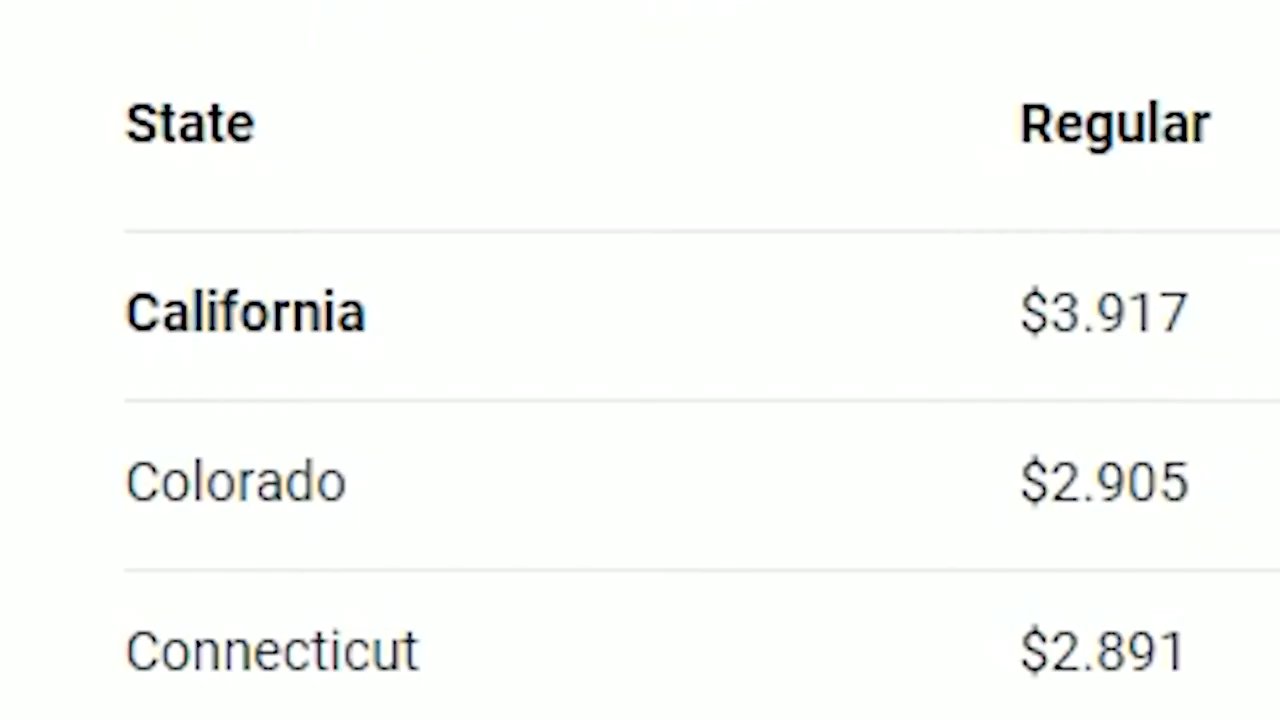 State Regular
California $3.917
Colorado $2.905
Connecticut $2.891